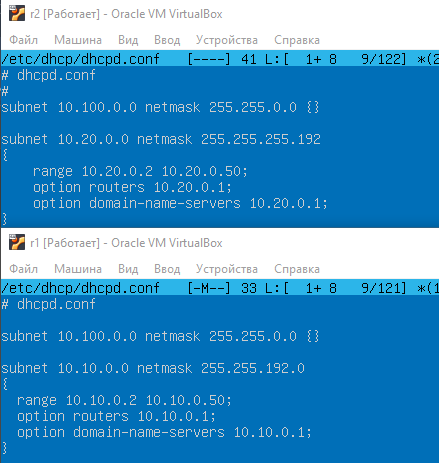 r2 [Работает] - Oracle VM VirtualBox
Файл Машина Вид Ввод Устройства Справка
/etc/dhcp/dhcpd.conf [----] 41 L:[ 1+ 8 9/122] *(2
# dhcpd.conf
#
subnet 10.100.0.0 netmask 255.255.0.0 {}
subnet 10.20.0.0 netmask 255.255.255.192
{
range 10.20.0.2 10.20.0.50;
option routers 10.20.0.1;
option domain-name-servers 10.20.0.1;
}
r1 [Работает] - Oracle VM VirtualBox
Файл Машина Вид Ввод Устройства Справка
/etc/dhcp/dhcpd.conf [-M--] 33 L:[ 1+ 8 9/121] *(1
# dhcpd.conf
subnet 10.100.0.0 netmask 255.255.0.0 {}
subnet 10.10.0.0 netmask 255.255.192.0
{
range 10.10.0.2 10.10.0.50;
option routers 10.10.0.1;
option domain-name-servers 10.10.0.1;
}